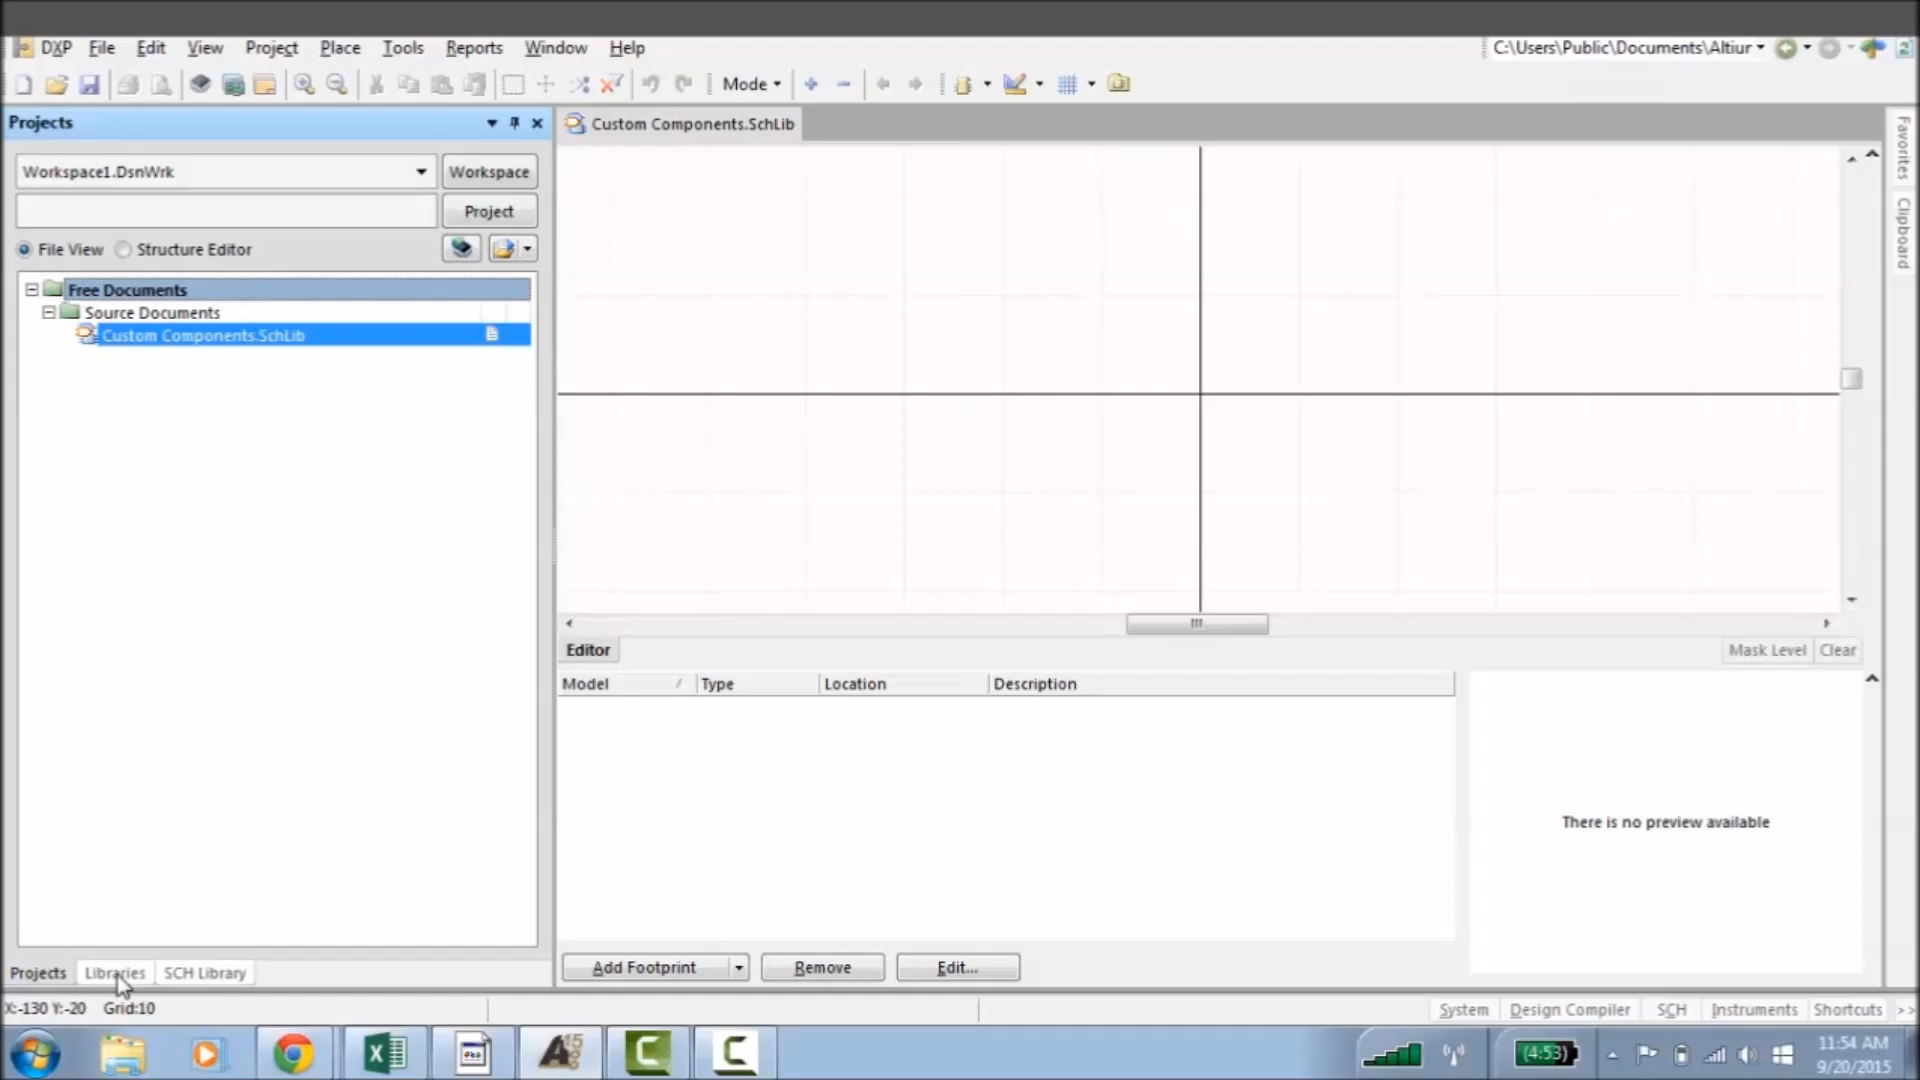 DXP File Edit View Project Place Tools Reports Window Help
C:\Users\Public\Documents\Altiur
Mode
Projects
Custom Components.SchLib
Favorites
Clipboard
Workspace1.DsnWrk
Workspace
Project
File View Structure Editor
Free Documents
Source Documents
Custom Components.SchLib
Editor
Mask Level Clear
Model Type Location Description
There is no preview available
Add Footprint Remove Edit...
Projects Libraries SCH Library
X:-130 Y:-20 Grid:10
System Design Compiler SCH Instruments Shortcuts >>
(4:53)
11:54 AM
9/20/2015